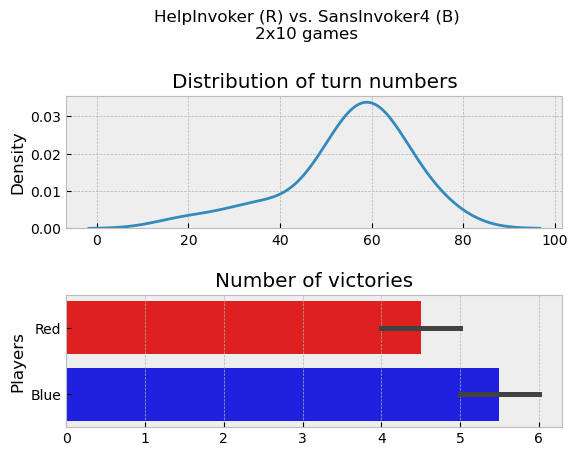 HelpInvoker (R) vs. SansInvoker4 (B)
2x10 games
Distribution of turn numbers
Density
0.03
0.02
0.01
0.00
0 20 40 60 80 100
Number of victories
Players
Red
Blue
0 1 2 3 4 5 6